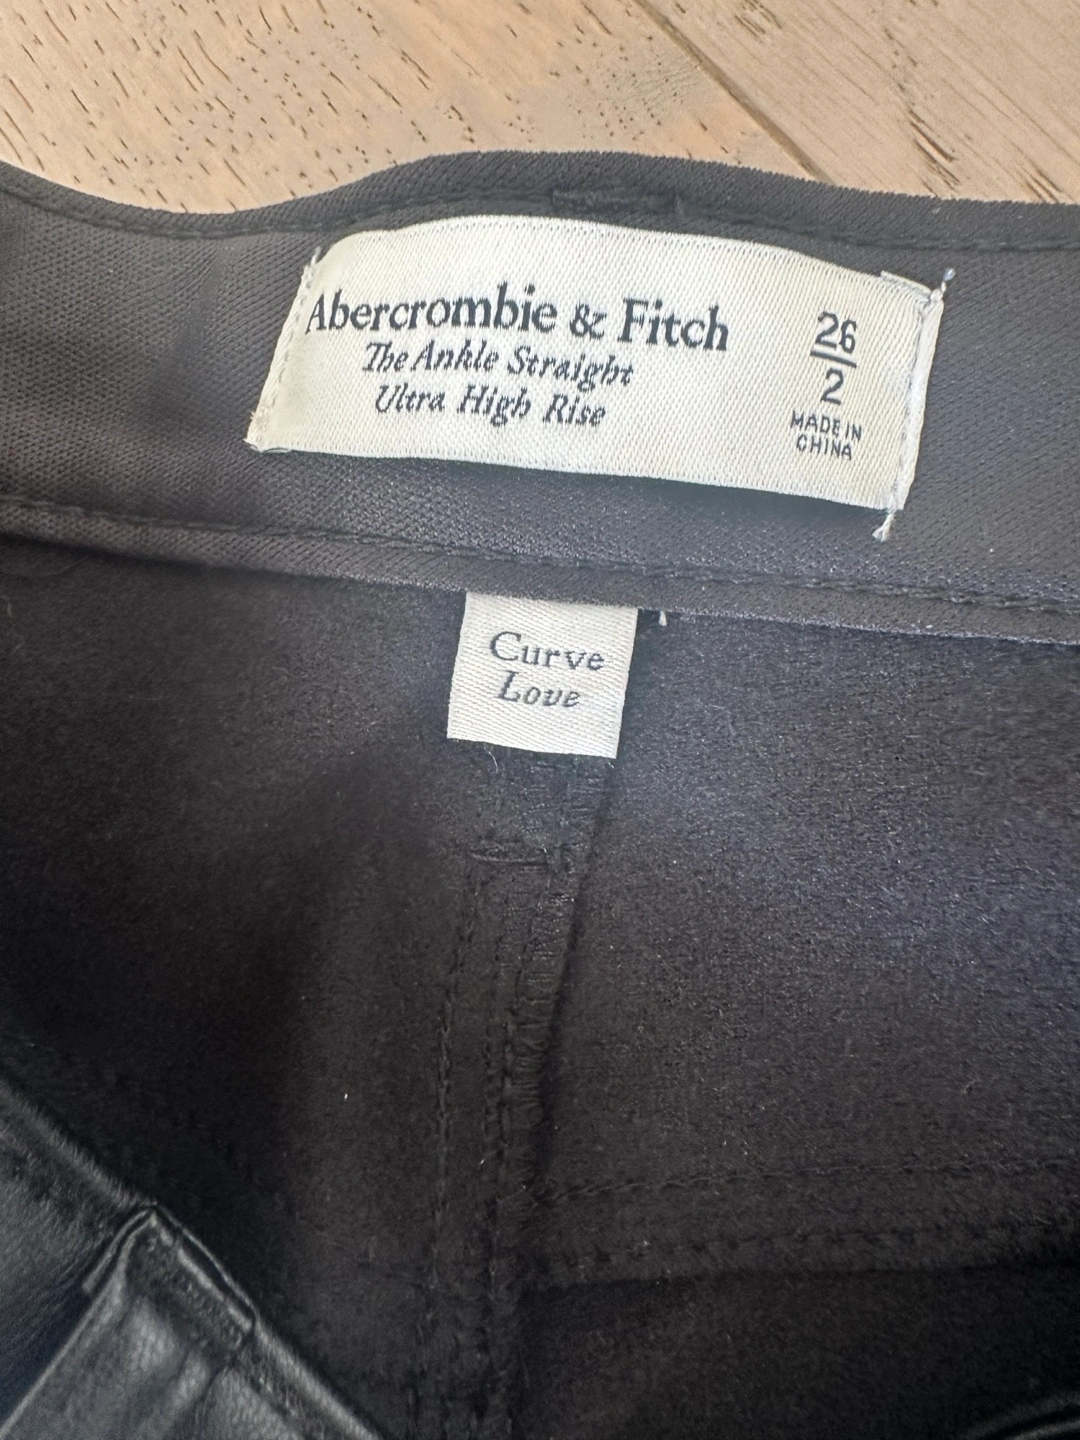 Abercrombie & Fitch
The Ankle Straight
Ultra High Rise
26
2
MADE IN
CHINA
Curve
Love